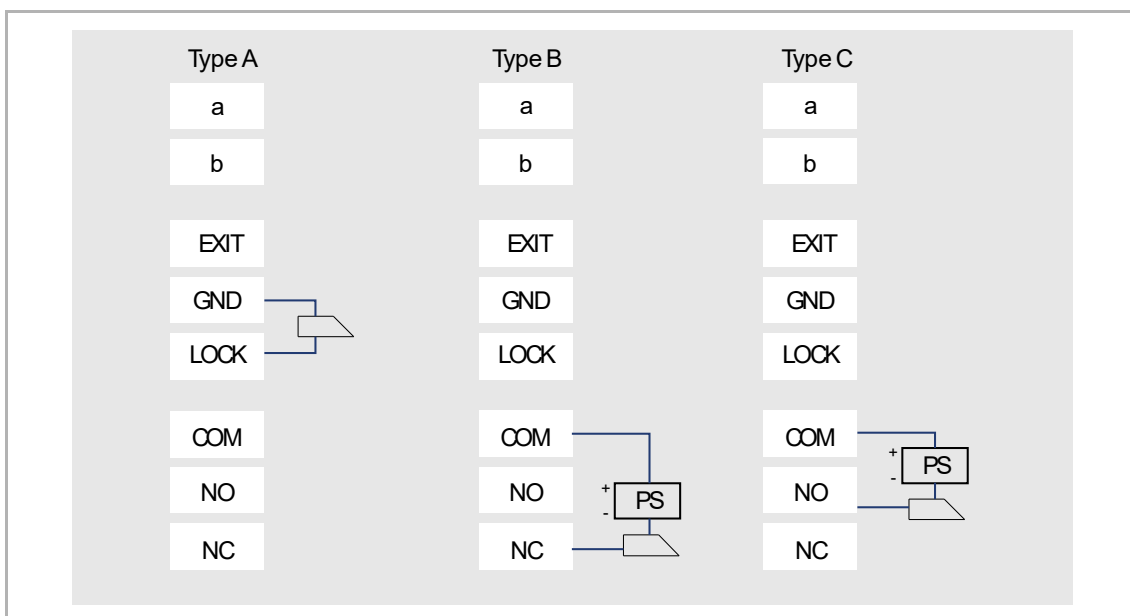 Type A
a
b
EXIT
GND
LOCK
COM
NO
NC
Type B
a
b
EXIT
GND
LOCK
COM
NO
NC
+
-
PS
Type C
a
b
EXIT
GND
LOCK
COM
NO
NC
+
-
PS